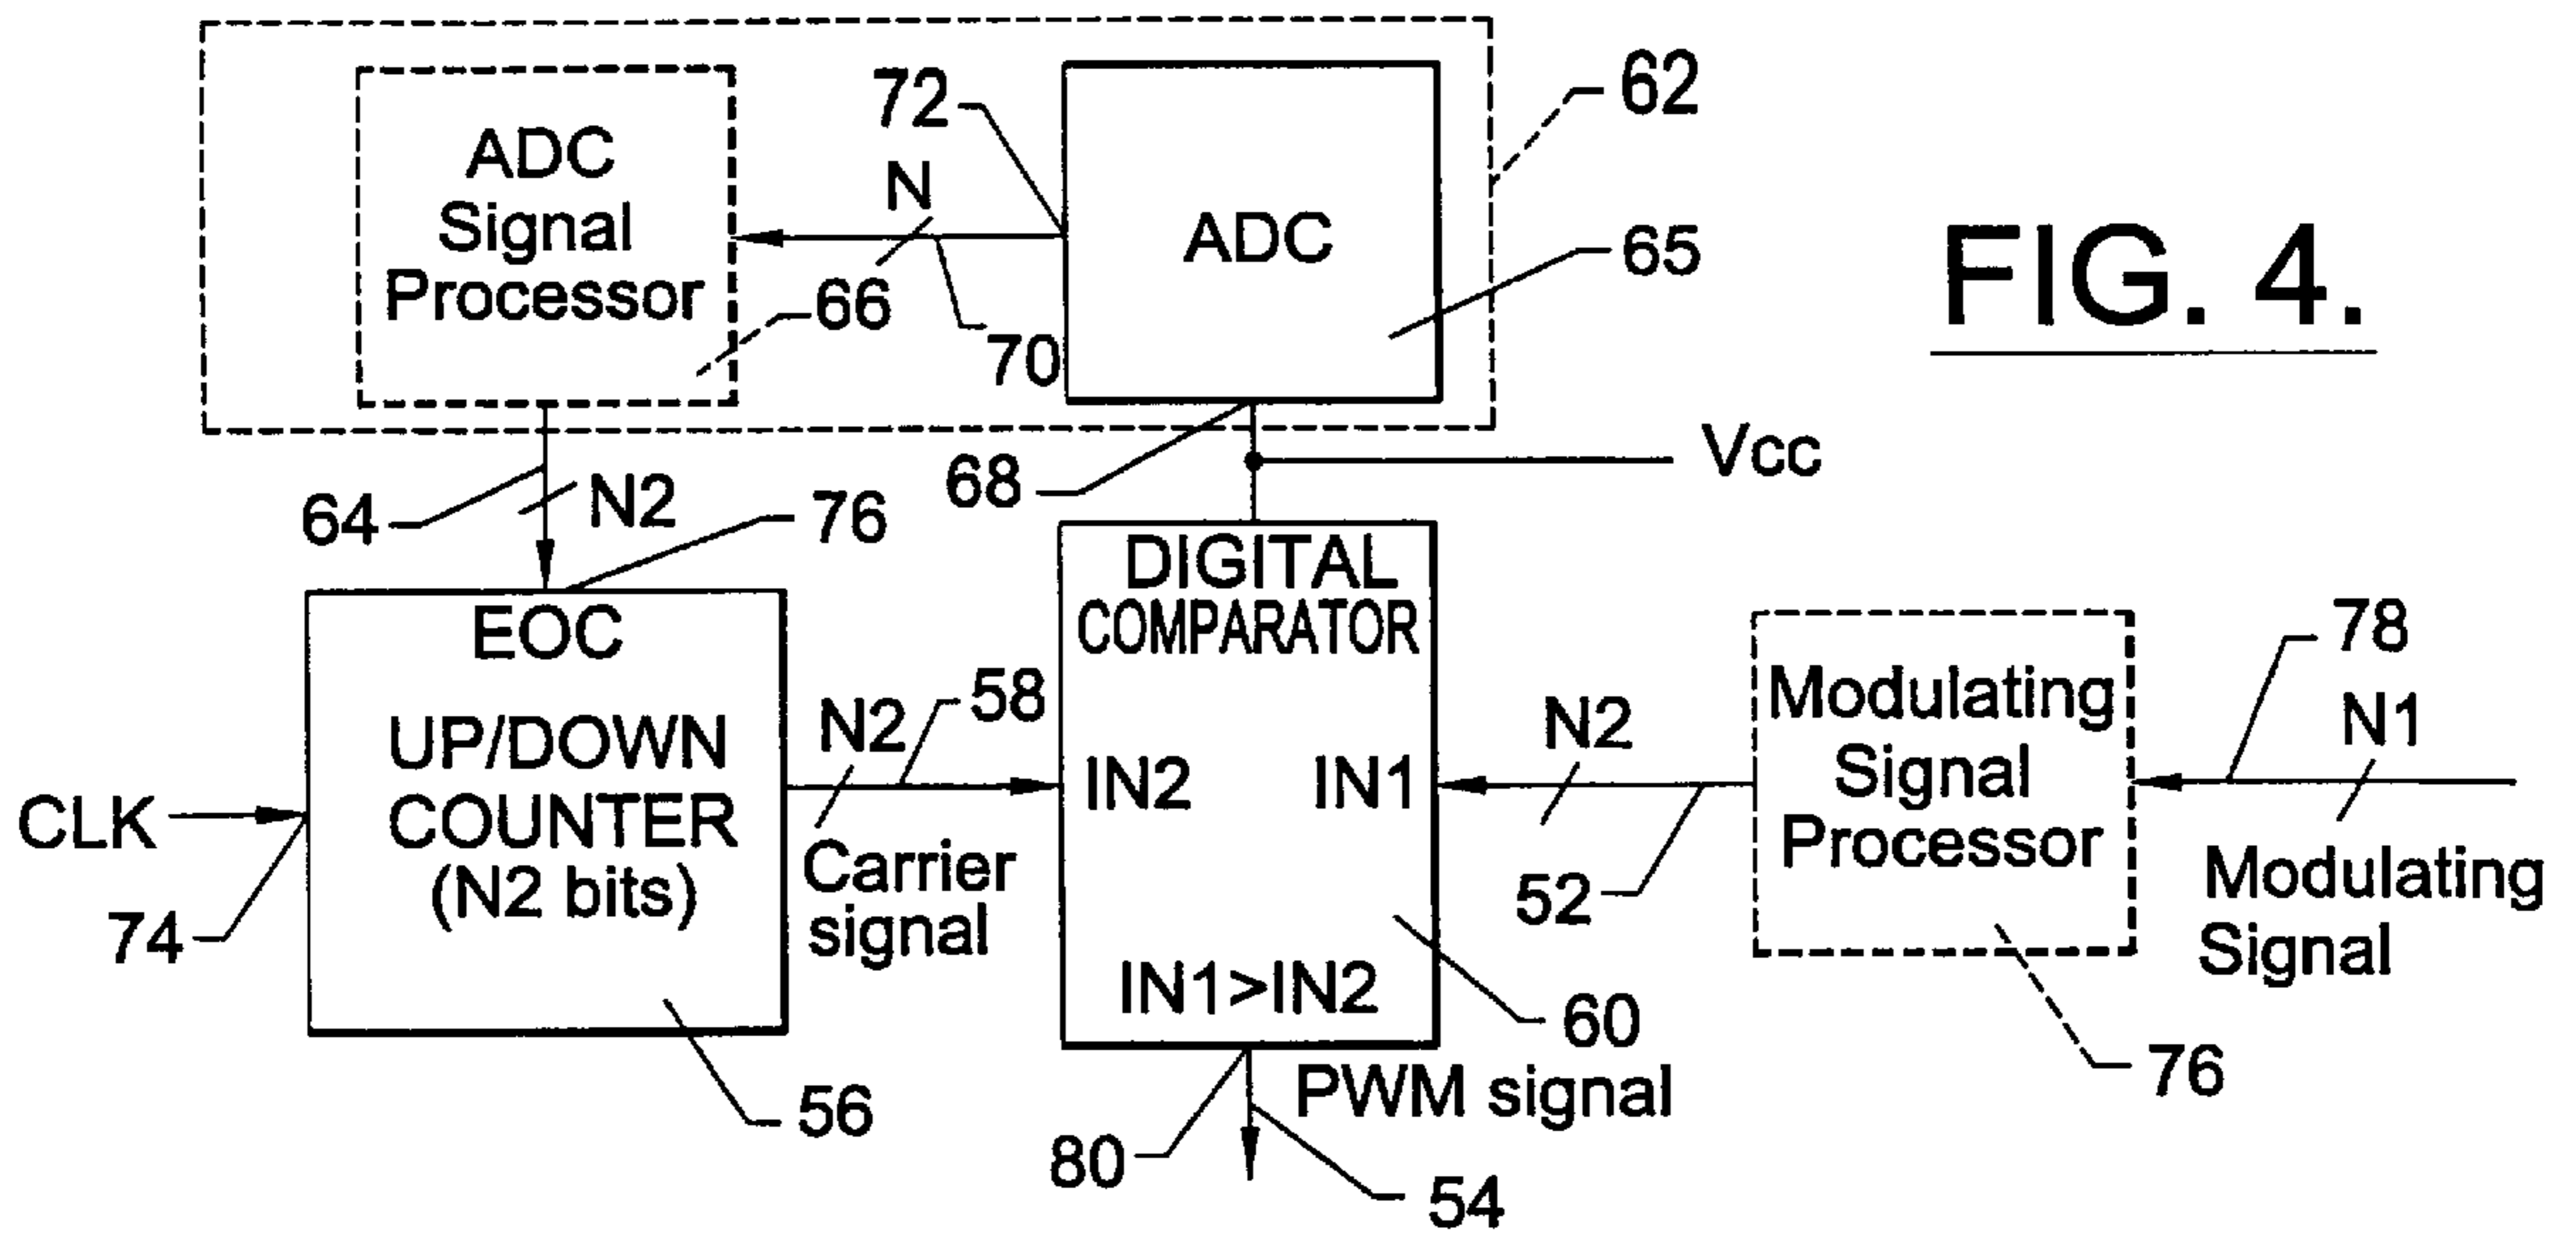 72
62
ADC
Signal
Processor
N
ADC
65
66
70
FIG. 4.
Vcc
68
64
N2
76
EOC
UP/DOWN
COUNTER
(N2 bits)
CLK
74
56
N2
58
Carrier
signal
DIGITAL
COMPARATOR
IN2
IN1
IN1>IN2
60
N2
52
Modulating
Signal
Processor
76
78
N1
Modulating
Signal
PWM signal
80
54